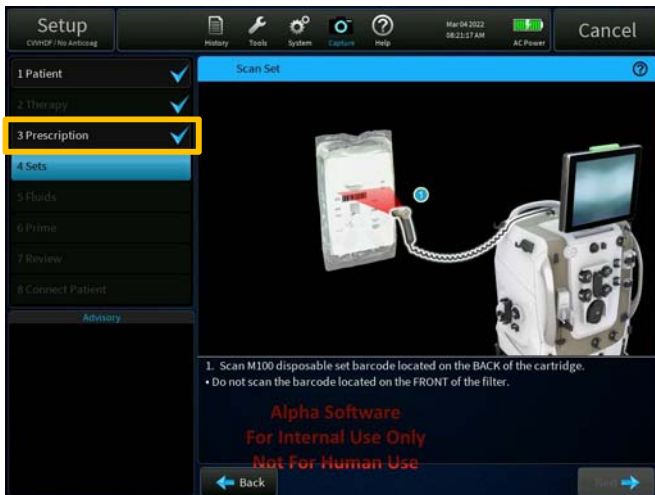 Setup
CVVHDF / No Anticoag
History
Tools
System
Capture
Help
Mar 04 2022
08:21:17 AM
AC Power
Cancel
1 Patient
2 Therapy
3 Prescription
4 Sets
5 Fluids
6 Prime
7 Review
8 Connect Patient
Advisory
Scan Set
1
1. Scan M100 disposable set barcode located on the BACK of the cartridge.
• Do not scan the barcode located on the FRONT of the filter.
Alpha Software
For Internal Use Only
Not For Human Use
Back
Next